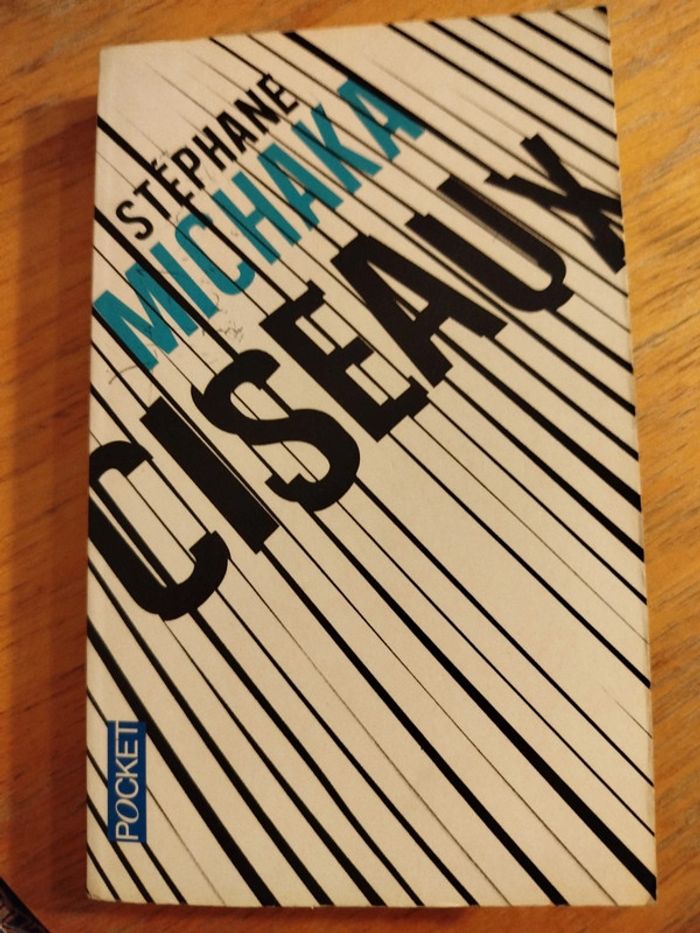 STÉPHANE
MICHAKA
CISEAUX
POCKET